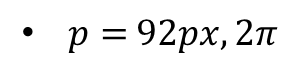 • p = 92px, 2π